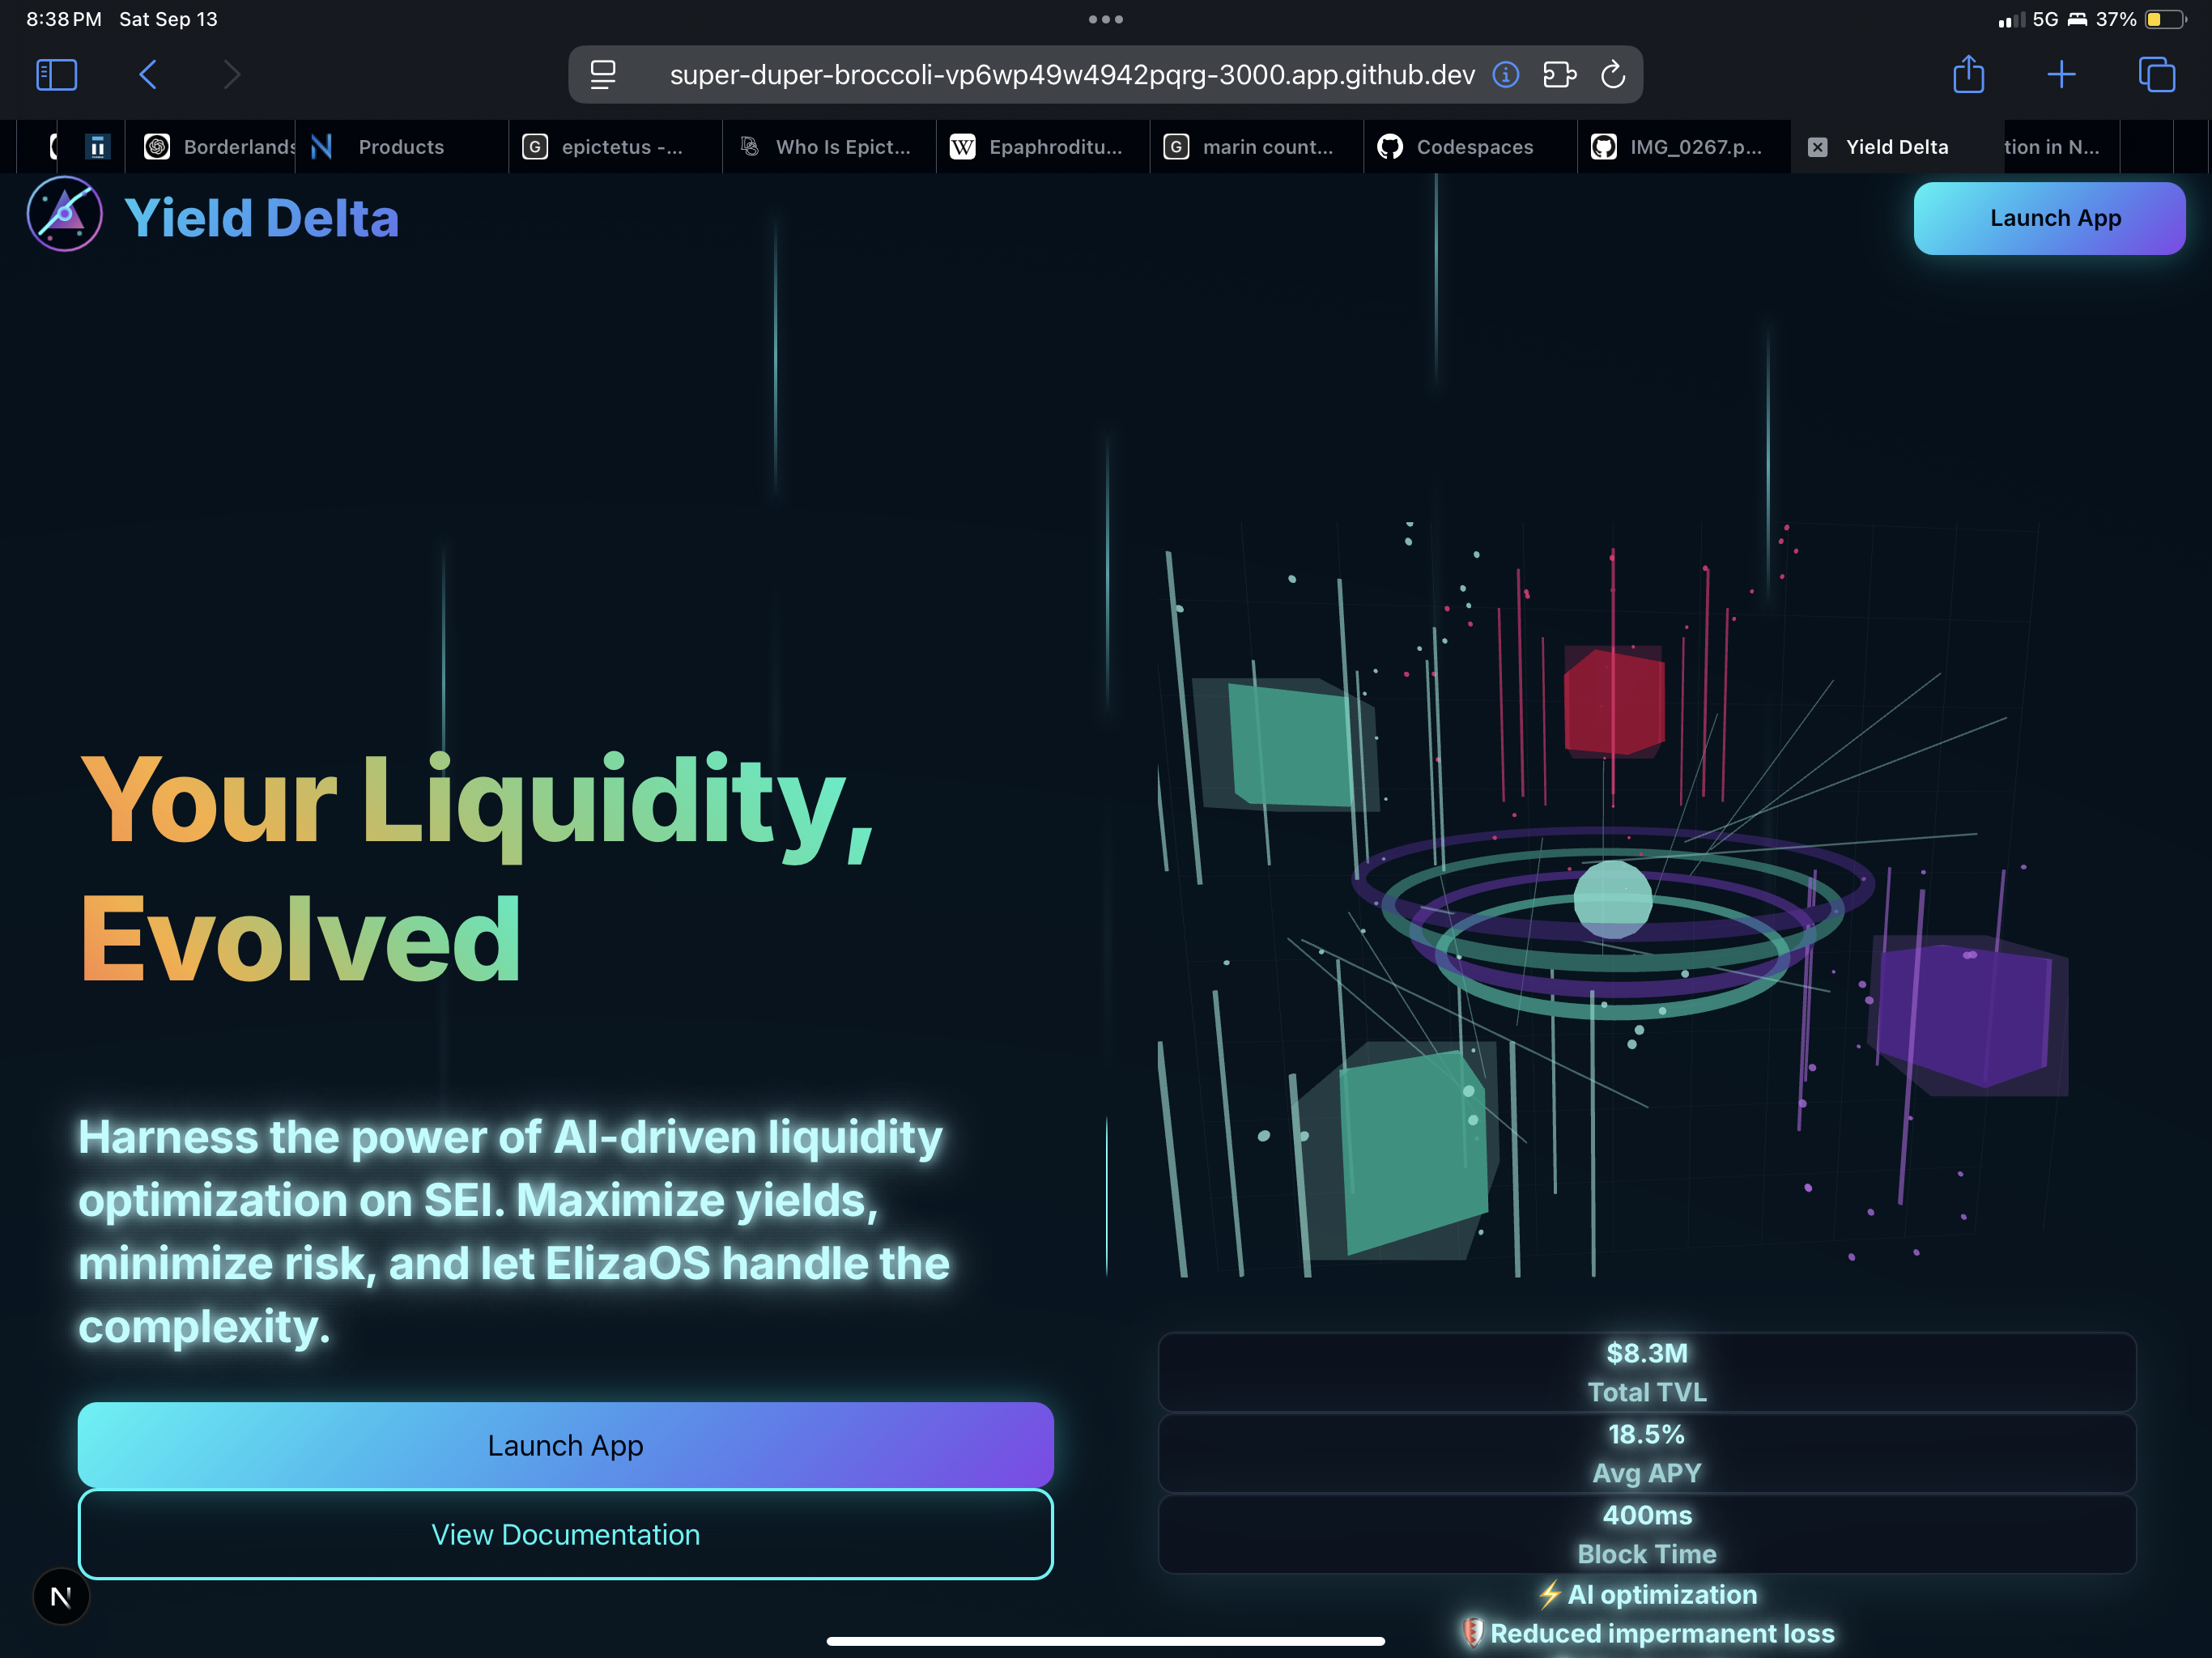 8:38 PM Sat Sep 13
5G 37%
super-duper-broccoli-vp6wp49w4942pqrg-3000.app.github.dev
Borderlands
Products
epictetus -...
Who Is Epict...
Epaphroditu...
marin count...
Codespaces
IMG_0267.p...
Yield Delta
tion in N...
Yield Delta
Launch App
Your Liquidity,
Evolved
Harness the power of AI-driven liquidity
optimization on SEI. Maximize yields,
minimize risk, and let ElizaOS handle the
complexity.
Launch App
View Documentation
N
$8.3M
Total TVL
18.5%
Avg APY
400ms
Block Time
⚡ AI optimization
🛡️ Reduced impermanent loss